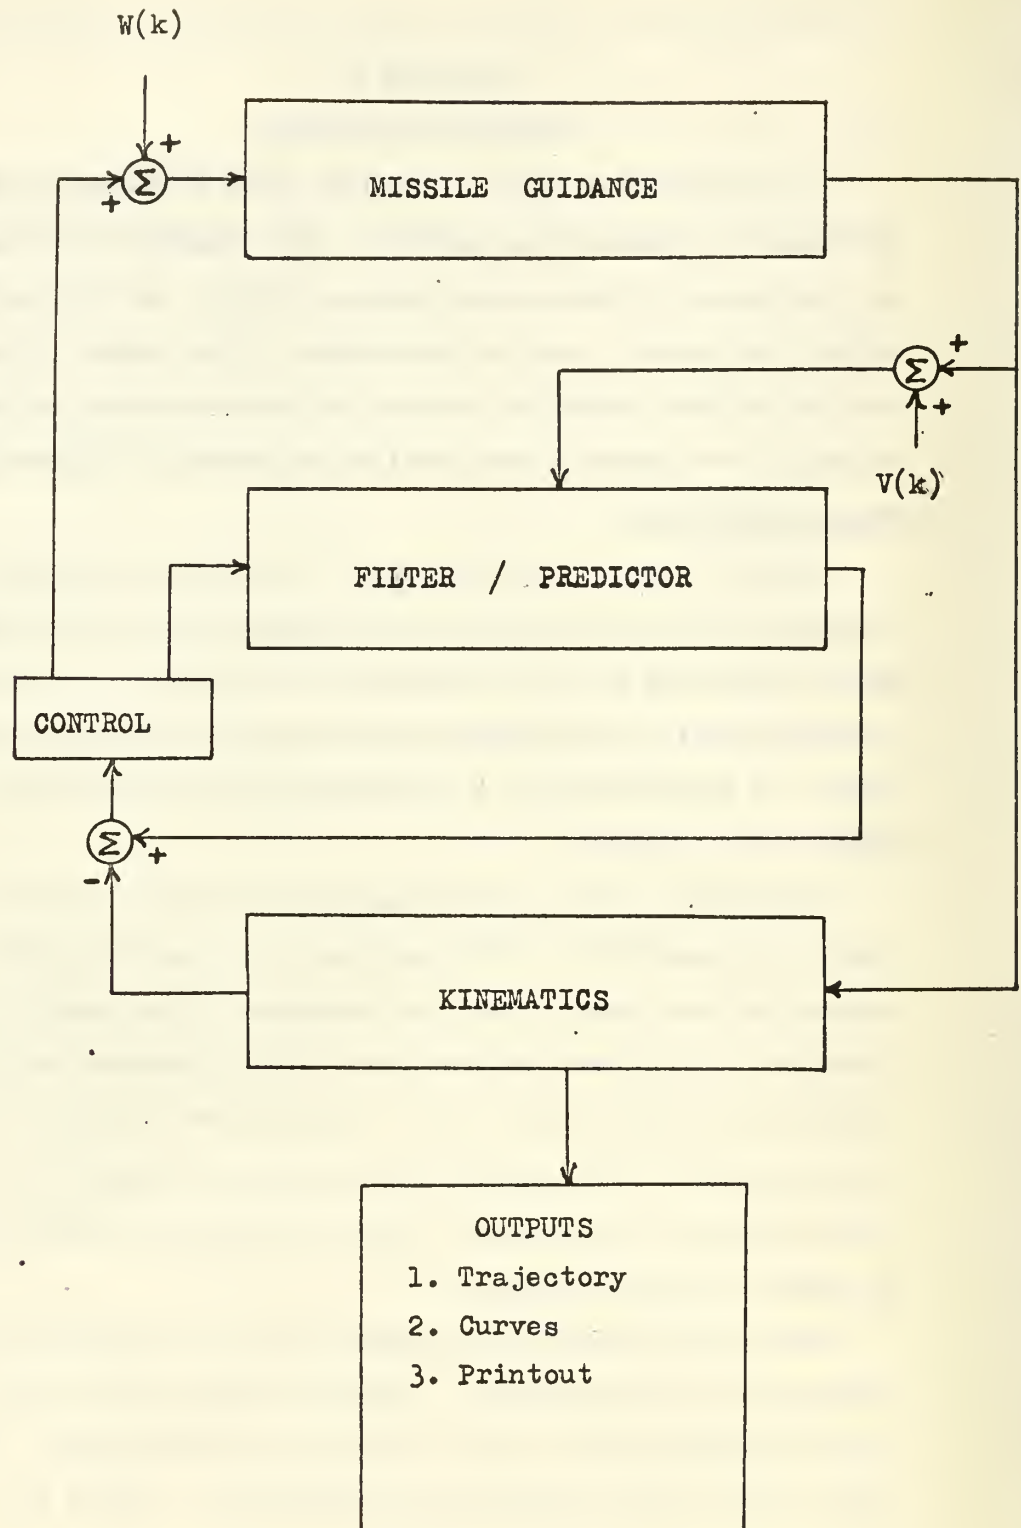 W(k)
+
Σ
+
MISSILE GUIDANCE
+
Σ
+
V(k)
FILTER / PREDICTOR
CONTROL
Σ
+
-
KINEMATICS
OUTPUTS
1. Trajectory
2. Curves
3. Printout